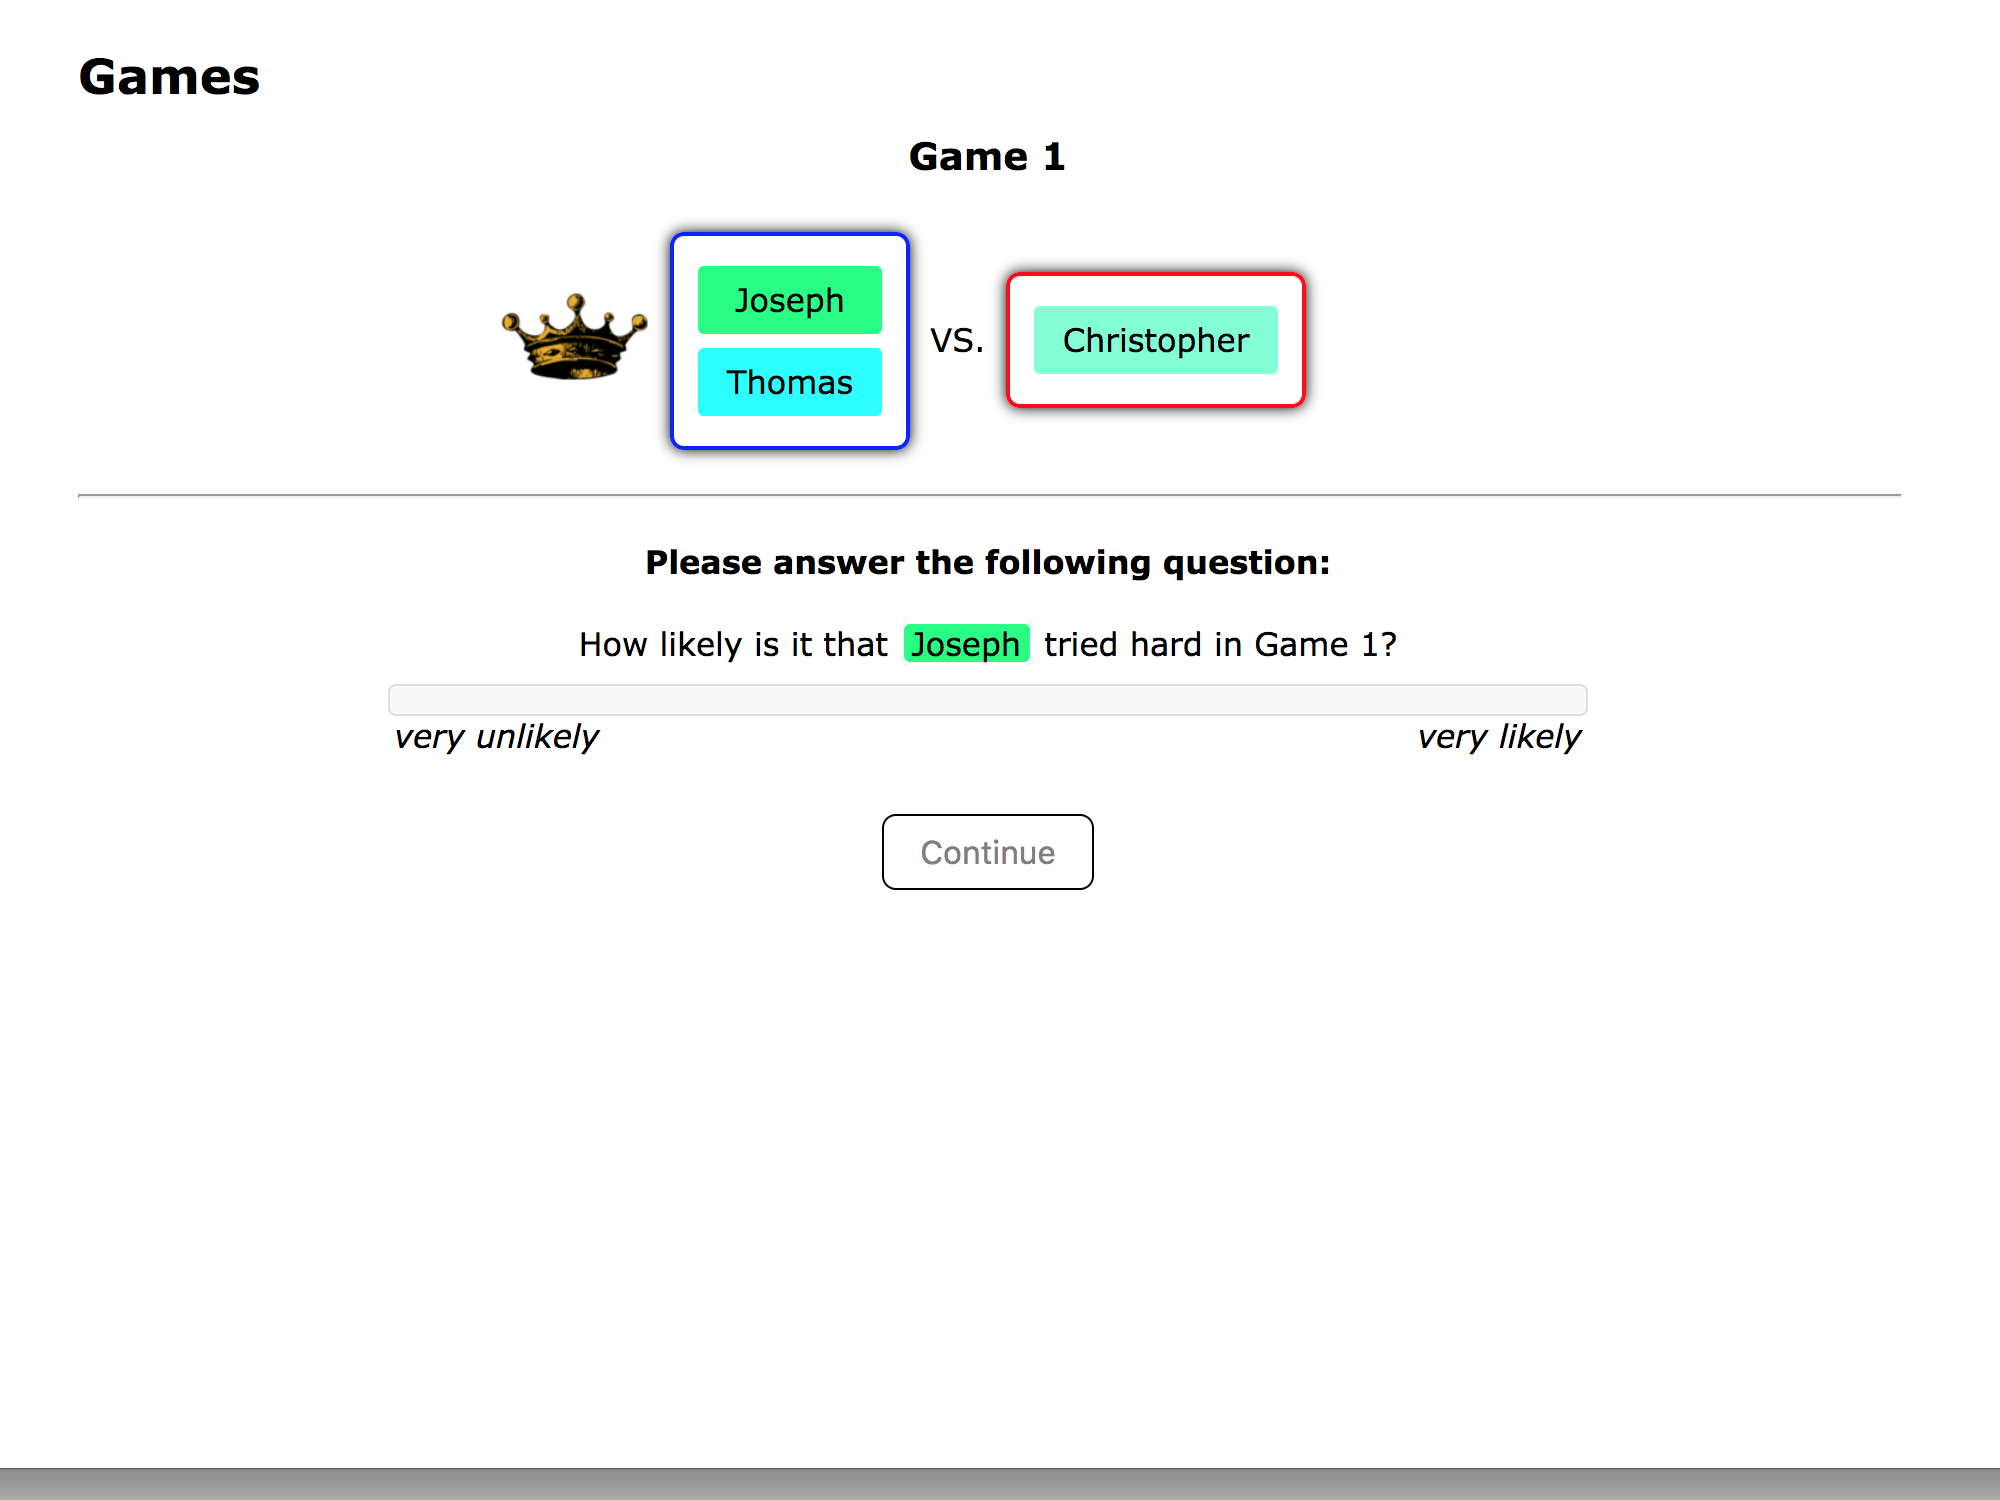 Games
Game 1
Joseph
Thomas
vs.
Christopher
Please answer the following question:
How likely is it that Joseph tried hard in Game 1?
very unlikely
very likely
Continue